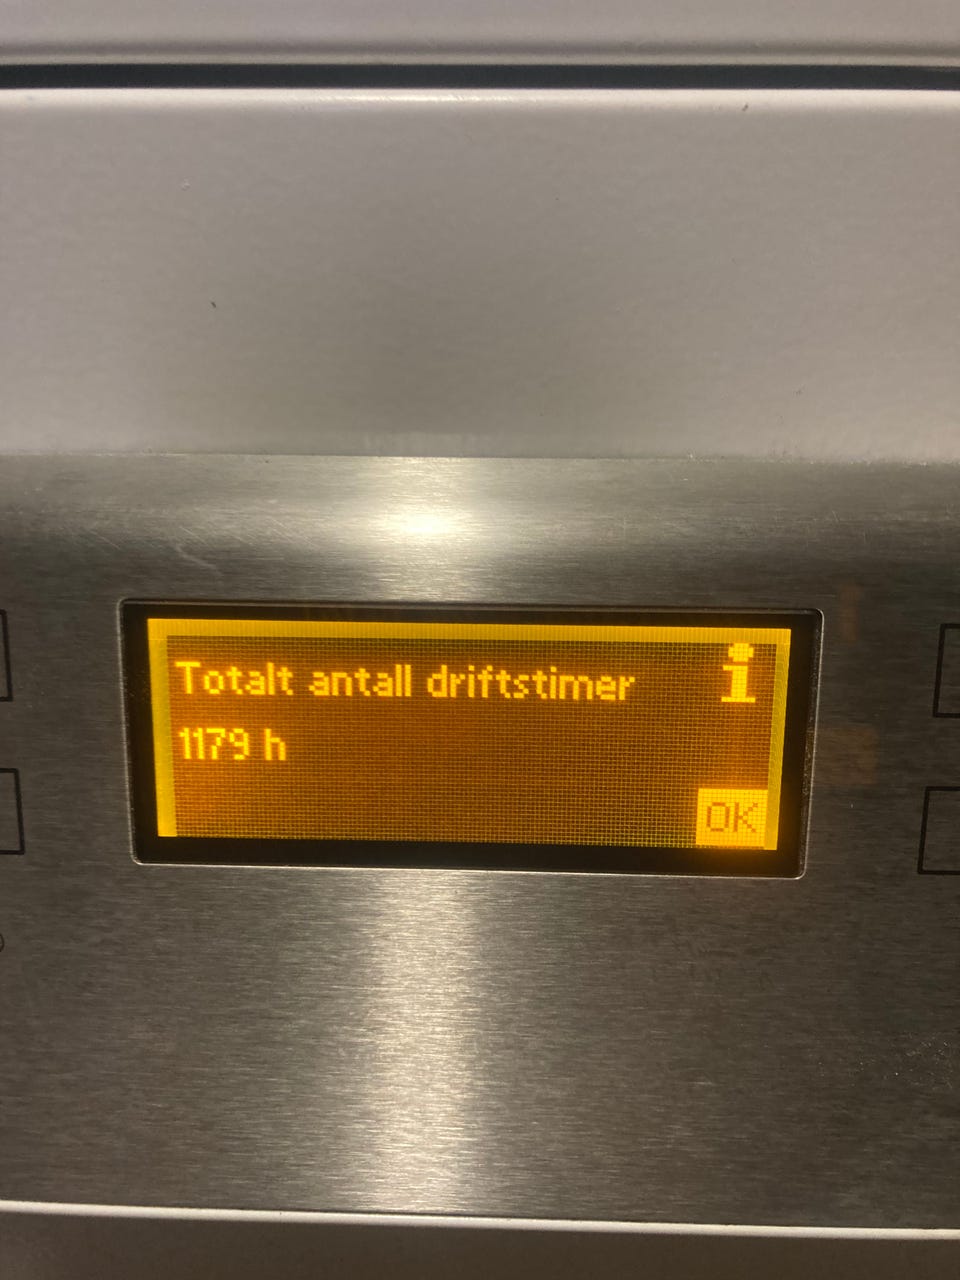 Totalt antall driftstimer
1179 h
OK